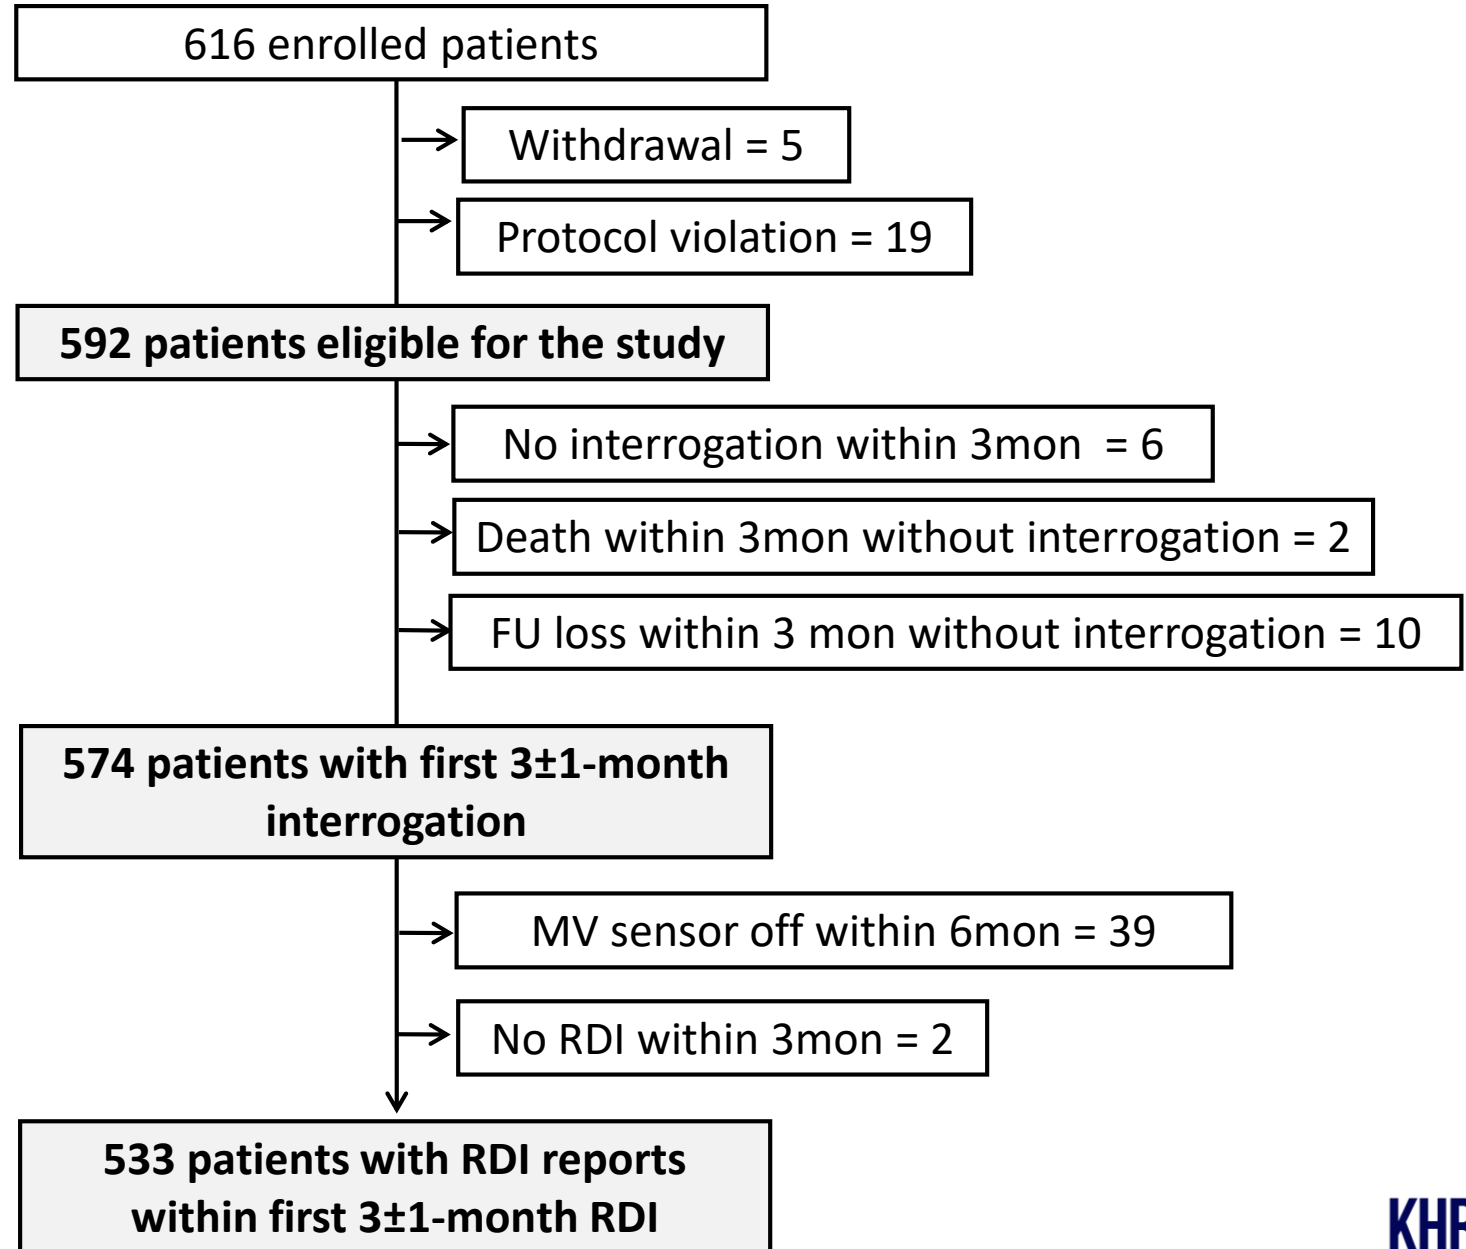 616 enrolled patients
Withdrawal = 5
Protocol violation = 19
592 patients eligible for the study
No interrogation within 3mon = 6
Death within 3mon without interrogation = 2
FU loss within 3 mon without interrogation = 10
574 patients with first 3±1-month
interrogation
MV sensor off within 6mon = 39
No RDI within 3mon = 2
533 patients with RDI reports
within first 3±1-month RDI